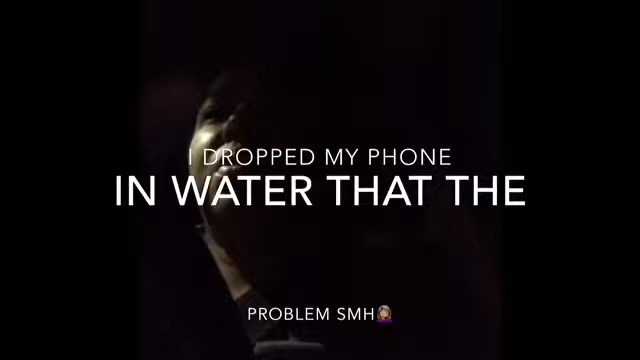 I DROPPED MY PHONE
IN WATER THAT THE
PROBLEM SMH🤦🏽‍♀️